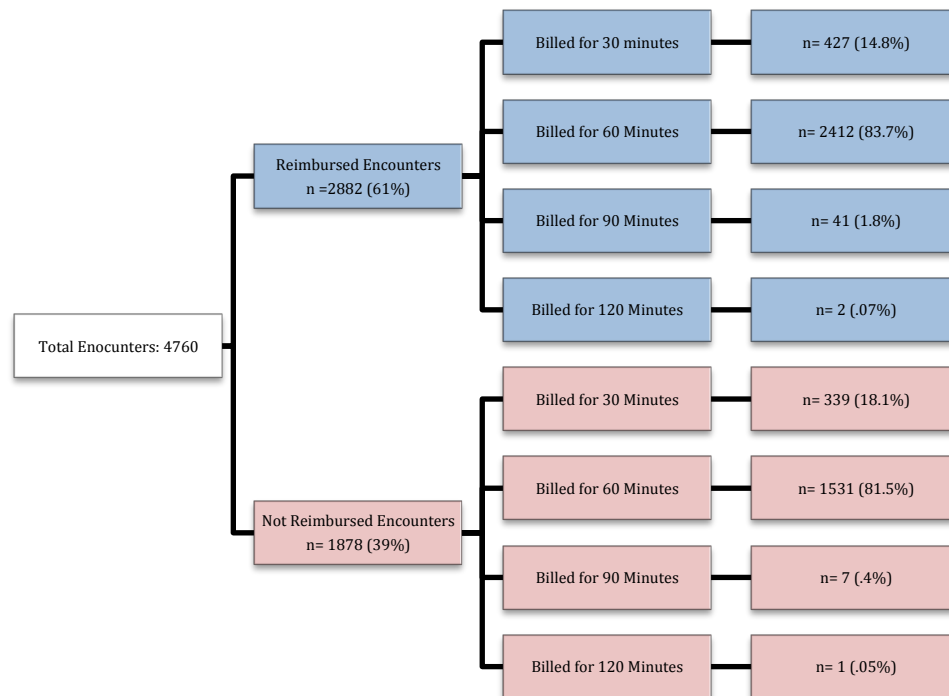 Total Enocunters: 4760
Reimbursed Encounters
n =2882 (61%)
Billed for 30 minutes
n= 427 (14.8%)
Billed for 60 Minutes
n= 2412 (83.7%)
Billed for 90 Minutes
n= 41 (1.8%)
Billed for 120 Minutes
n= 2 (.07%)
Not Reimbursed Encounters
n= 1878 (39%)
Billed for 30 Minutes
n= 339 (18.1%)
Billed for 60 Minutes
n= 1531 (81.5%)
Billed for 90 Minutes
n= 7 (.4%)
Billed for 120 Minutes
n= 1 (.05%)